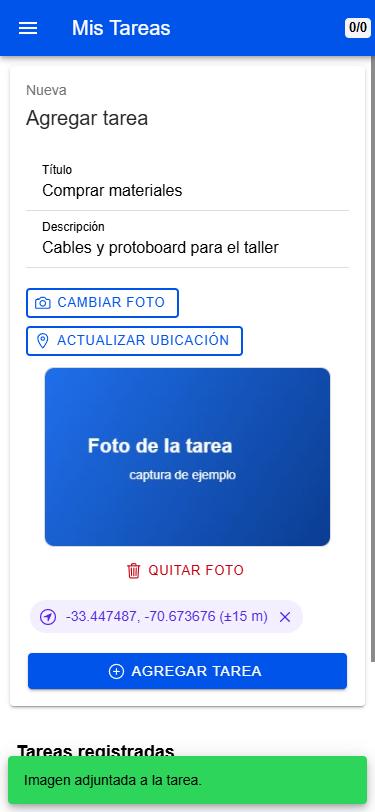 Mis Tareas
0/0
Nueva
Agregar tarea
Título
Comprar materiales
Descripción
Cables y protoboard para el taller
CAMBIAR FOTO
ACTUALIZAR UBICACIÓN
Foto de la tarea
captura de ejemplo
QUITAR FOTO
-33.447487, -70.673676 (±15 m)
AGREGAR TAREA
Tareas registradas
Imagen adjuntada a la tarea.